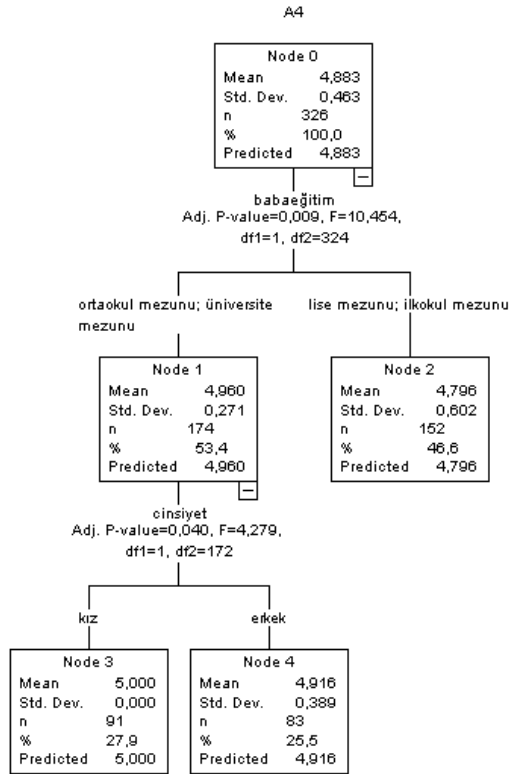 A4
Node 0
Mean 4,883
Std. Dev. 0,463
n 326
% 100,0
Predicted 4,883
babaeğitim
Adj. P-value=0,009, F=10,454,
df1=1, df2=324
ortaokul mezunu; üniversite
mezunu
lise mezunu; ilkokul mezunu
Node 1
Mean 4,960
Std. Dev. 0,271
n 174
% 53,4
Predicted 4,960
Node 2
Mean 4,796
Std. Dev. 0,602
n 152
% 46,6
Predicted 4,796
cinsiyet
Adj. P-value=0,040, F=4,279,
df1=1, df2=172
kız
erkek
Node 3
Mean 5,000
Std. Dev. 0,000
n 91
% 27,9
Predicted 5,000
Node 4
Mean 4,916
Std. Dev. 0,389
n 83
% 25,5
Predicted 4,916